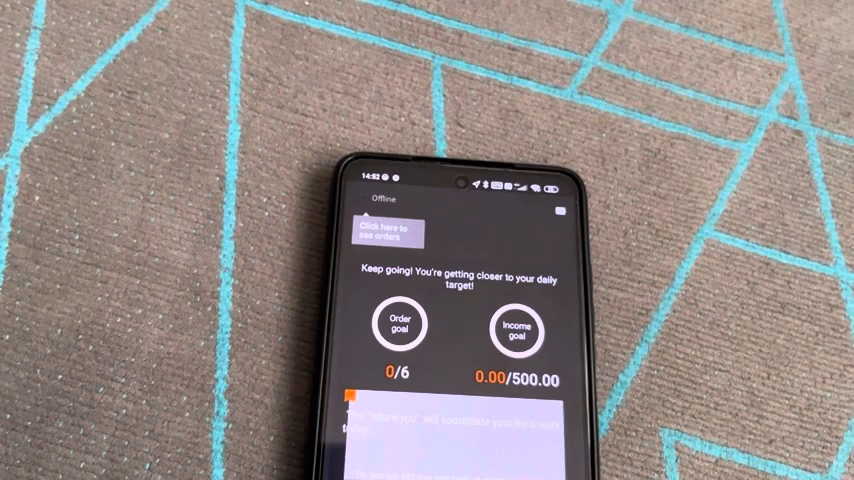 14:52
Offline
Click here to
see orders
Keep going! You're getting closer to your daily
target!
Order
goal
Income
goal
0/6
0.00/500.00
"The "future you" will appreciate your hard work
today.